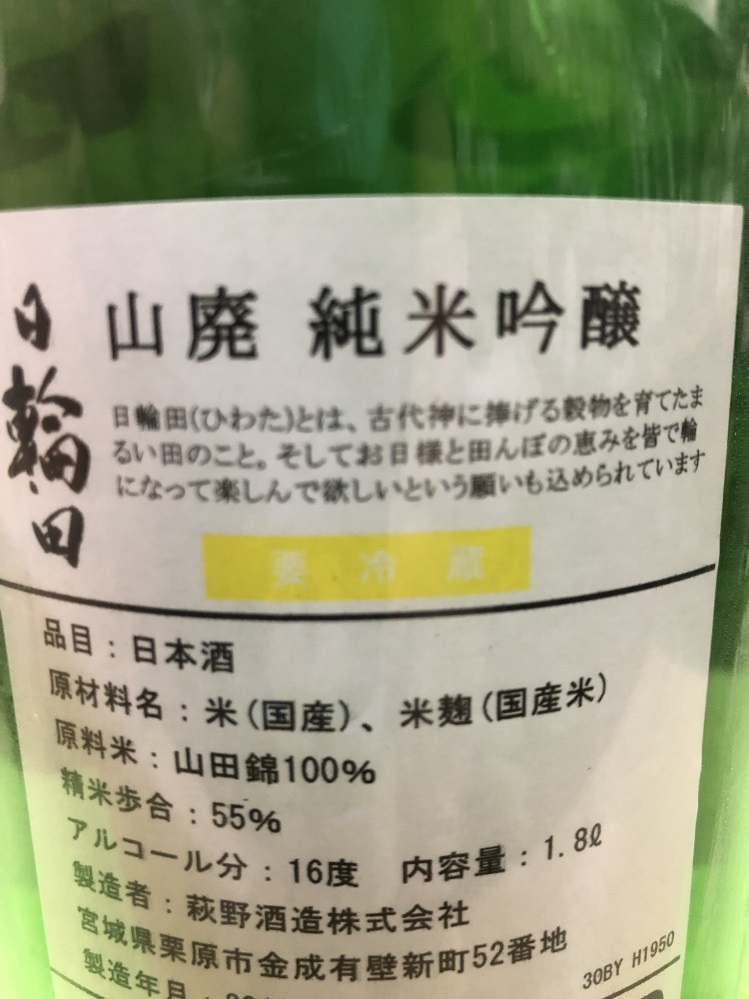 日輪田
山廃 純米吟醸
日輪田(ひわた)とは、古代神に捧げる穀物を育てたま
るい田のこと。そしてお日様と田んぼの恵みを皆で輪
になって楽しんで欲しいという願いも込められています
要冷蔵
品目：日本酒
原材料名：米(国産)、米麹(国産米)
原料米：山田錦100%
精米歩合：55%
アルコール分：16度 内容量：1.8ℓ
製造者：萩野酒造株式会社
宮城県栗原市金成有壁新町52番地
30BY H1950
製造年月：